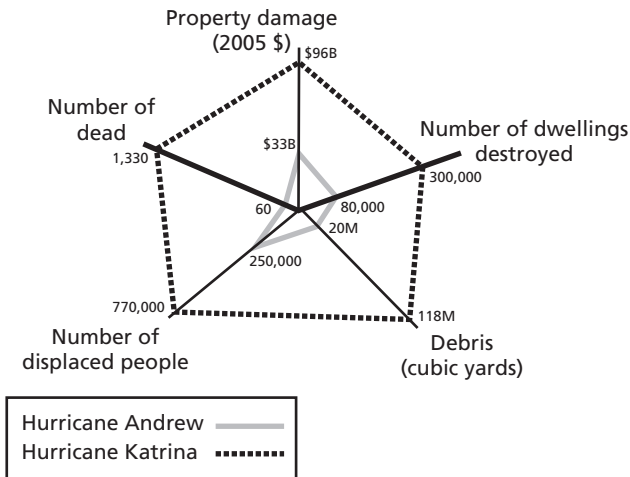 Property damage
(2005 $)
$96B
Number of
dead
1,330
$33B
Number of dwellings
destroyed
300,000
60
80,000
20M
250,000
770,000
118M
Number of
displaced people
Debris
(cubic yards)
Hurricane Andrew
Hurricane Katrina